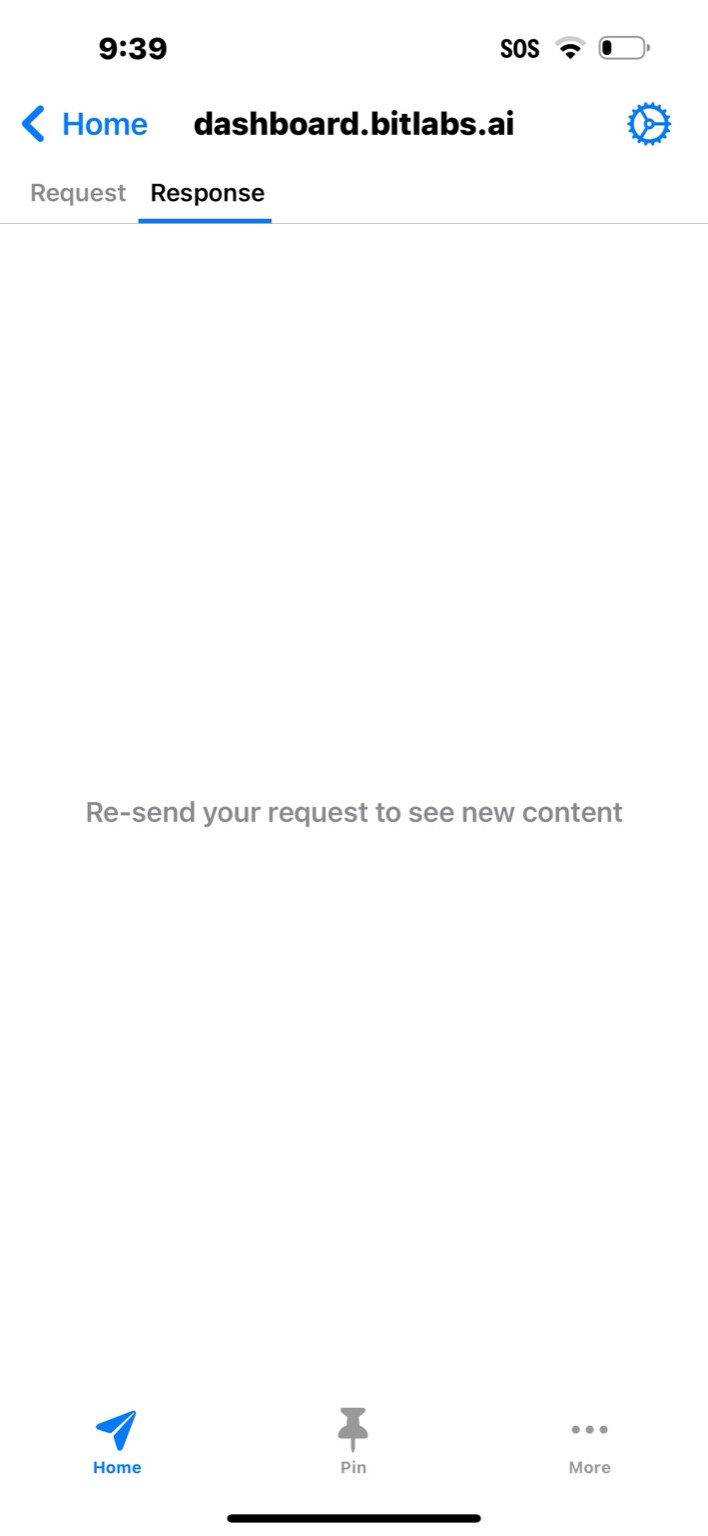 9:39 SOS
Home dashboard.bitlabs.ai
Request Response
Re-send your request to see new content
Home Pin More